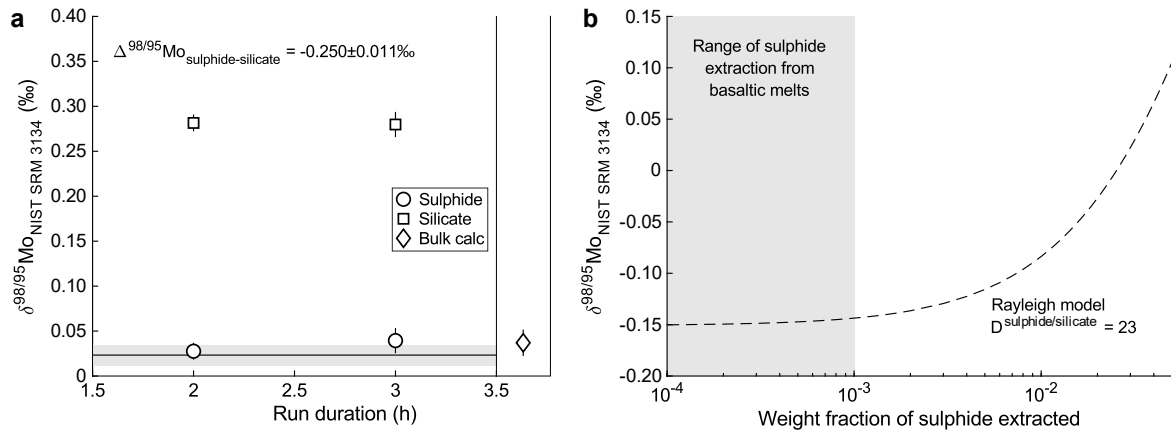 a
Δ98/95Mosulphide-silicate = -0.250±0.011‰
0.40
0.35
0.30
0.25
0.20
0.15
0.10
0.05
0
δ98/95MoNIST SRM 3134 (‰)
Sulphide
Silicate
Bulk calc
1.5
2
2.5
3
3.5
Run duration (h)
b
Range of sulphide
extraction from
basaltic melts
0.15
0.10
0.05
0
-0.05
-0.10
-0.15
-0.20
δ98/95MoNIST SRM 3134 (‰)
Rayleigh model
Dsulphide/silicate = 23
10-4
10-3
10-2
Weight fraction of sulphide extracted